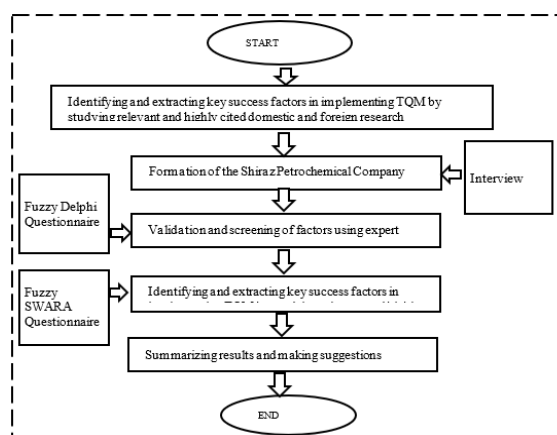 START
Identifying and extracting key success factors in implementing TQM by
studying relevant and highly cited domestic and foreign research
Formation of the Shiraz Petrochemical Company
Interview
Fuzzy Delphi
Questionnaire
Validation and screening of factors using expert
Fuzzy
SWARA
Questionnaire
Identifying and extracting key success factors in
Summarizing results and making suggestions
END